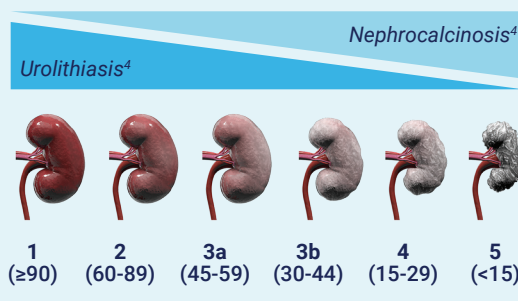 Nephrocalcinosis⁴
Urolithiasis⁴
1 2 3a 3b 4 5
(≥90) (60-89) (45-59) (30-44) (15-29) (<15)